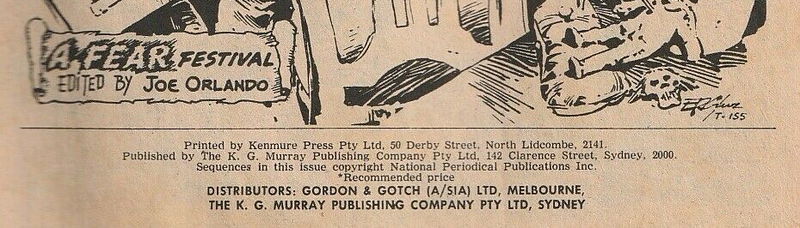 A FEAR FESTIVAL
EDITED BY JOE ORLANDO
/T-155
Printed by Kenmure Press Pty Ltd, 50 Derby Street, North Lidcombe, 2141.
Published by The K. G. Murray Publishing Company Pty Ltd, 142 Clarence Street, Sydney, 2000.
Sequences in this issue copyright National Periodical Publications Inc.
*Recommended price
DISTRIBUTORS: GORDON & GOTCH (A/SIA) LTD, MELBOURNE,
THE K. G. MURRAY PUBLISHING COMPANY PTY LTD, SYDNEY